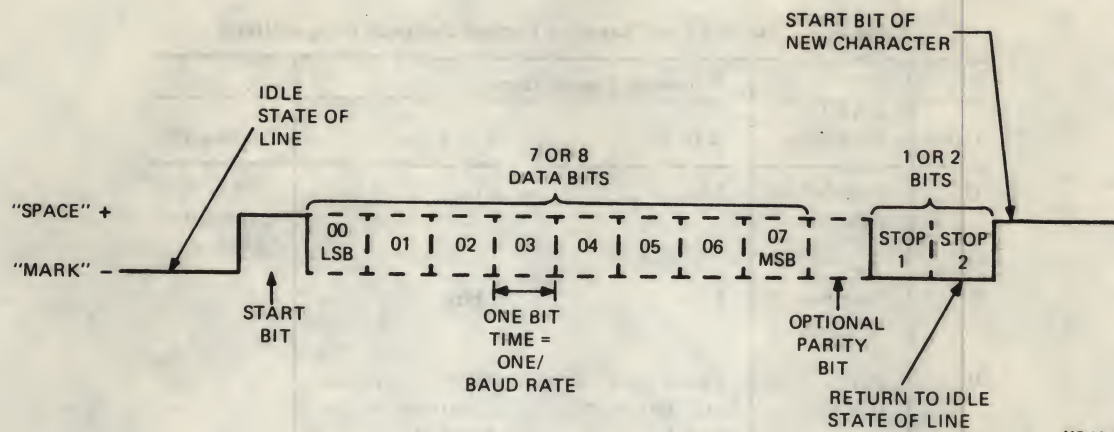 START BIT OF
NEW CHARACTER
IDLE
STATE OF
LINE
7 OR 8
DATA BITS
1 OR 2
BITS
"SPACE" +
"MARK" -
00
LSB
01
02
03
04
05
06
07
MSB
STOP
1
STOP
2
START
BIT
ONE BIT
TIME =
ONE/
BAUD RATE
OPTIONAL
PARITY
BIT
RETURN TO IDLE
STATE OF LINE